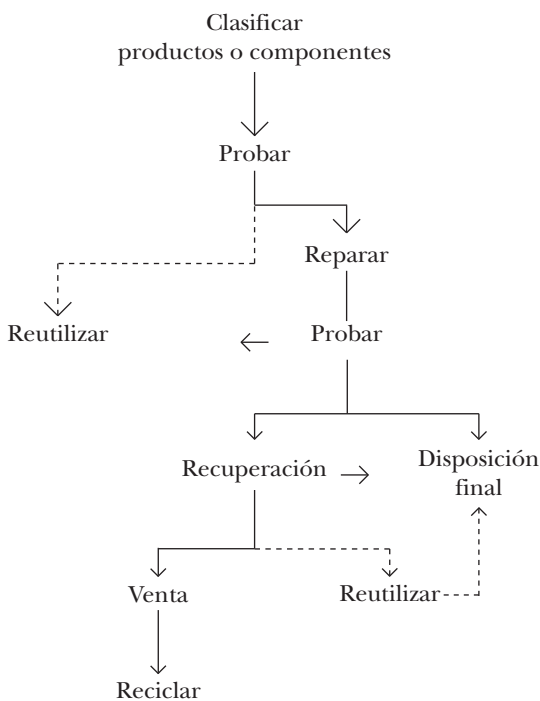 Clasificar
productos o componentes
Probar
Reparar
Reutilizar
Probar
Recuperación
Disposición
final
Venta
Reutilizar
Reciclar